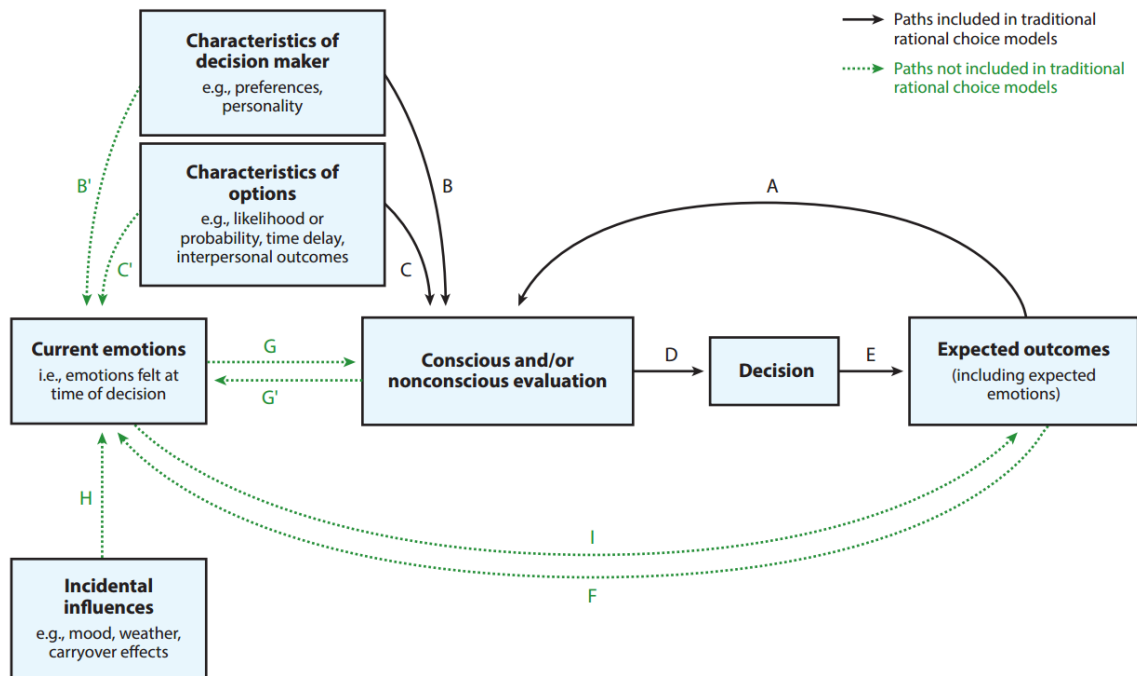 Characteristics of
decision maker
e.g., preferences,
personality
Paths included in traditional
rational choice models
Paths not included in traditional
rational choice models
Characteristics of
options
e.g., likelihood or
probability, time delay,
interpersonal outcomes
B'
B
A
C'
C
Current emotions
i.e., emotions felt at
time of decision
G
G'
Conscious and/or
nonconscious evaluation
D
Decision
E
Expected outcomes
(including expected
emotions)
H
I
F
Incidental
influences
e.g., mood, weather,
carryover effects